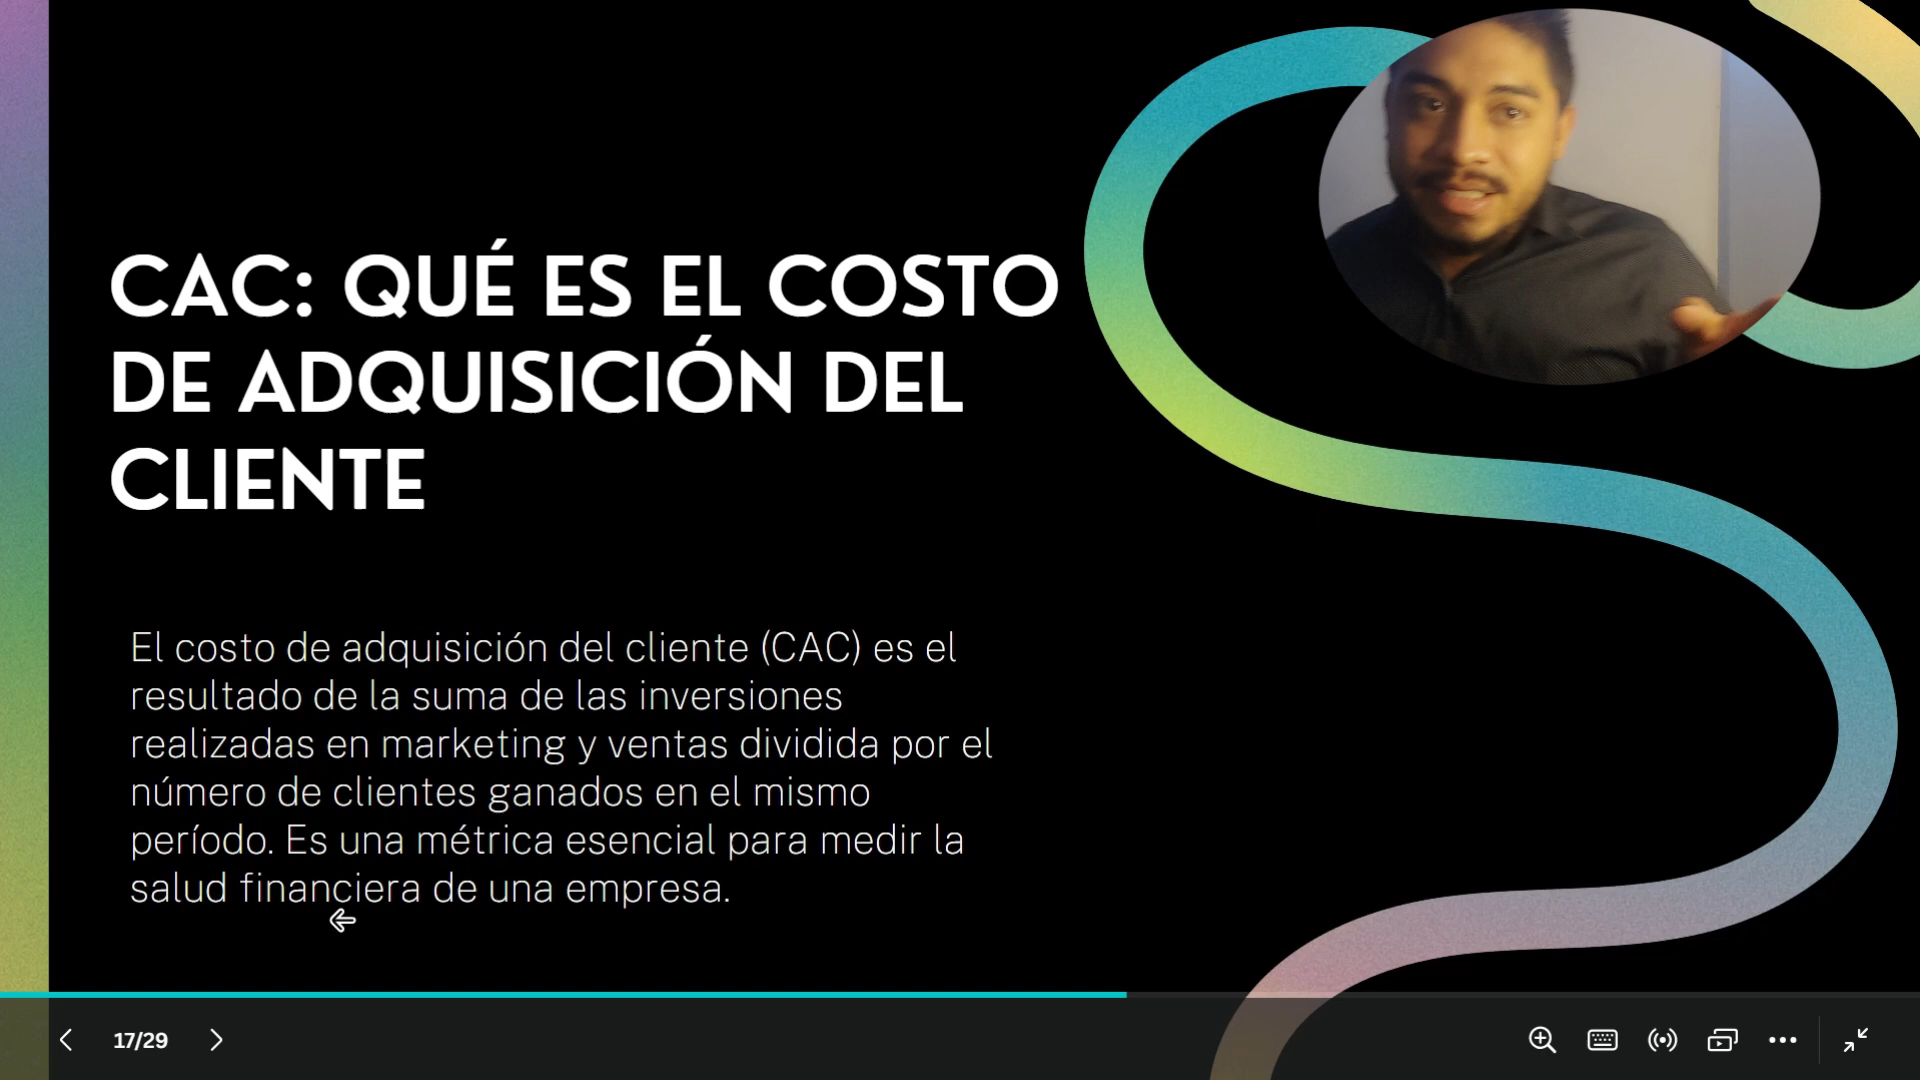 CAC: QUÉ ES EL COSTO
DE ADQUISICIÓN DEL
CLIENTE
El costo de adquisición del cliente (CAC) es el
resultado de la suma de las inversiones
realizadas en marketing y ventas dividida por el
número de clientes ganados en el mismo
período. Es una métrica esencial para medir la
salud financiera de una empresa.
17/29